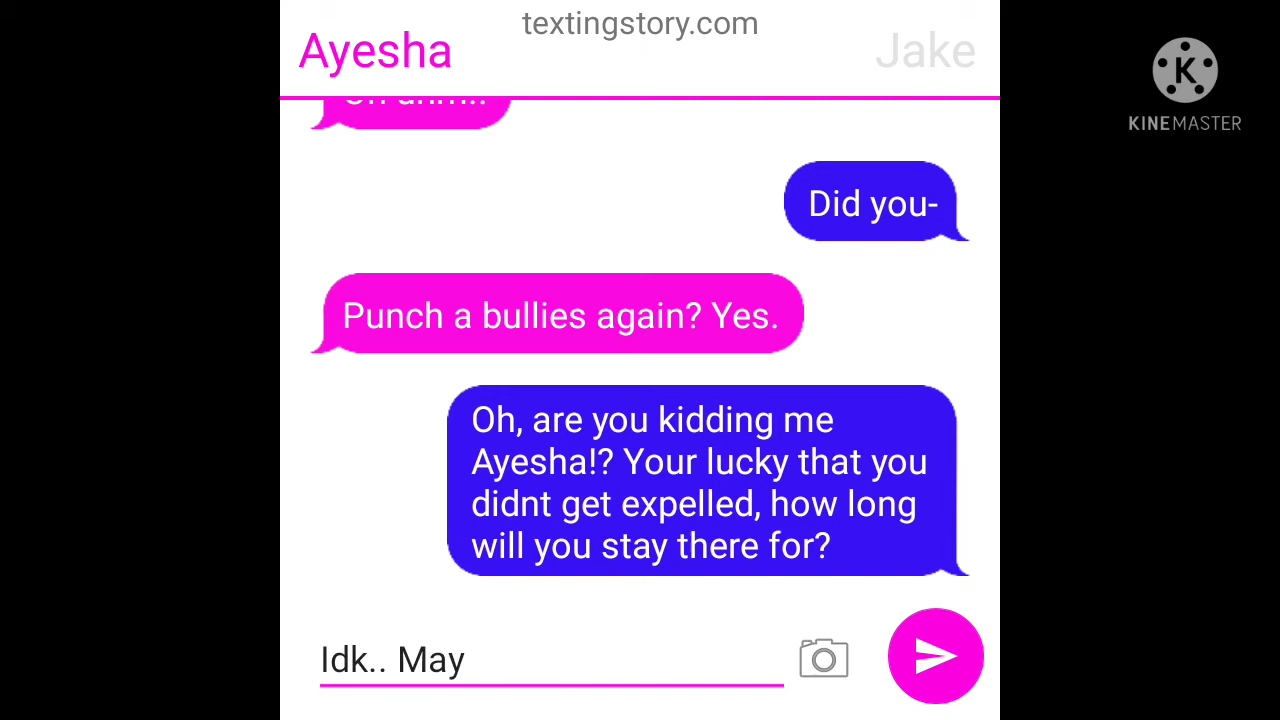 textingstory.com
Ayesha
Jake
KINEMASTER
Did you-
Punch a bullies again? Yes.
Oh, are you kidding me
Ayesha!? Your lucky that you
didnt get expelled, how long
will you stay there for?
Idk.. May